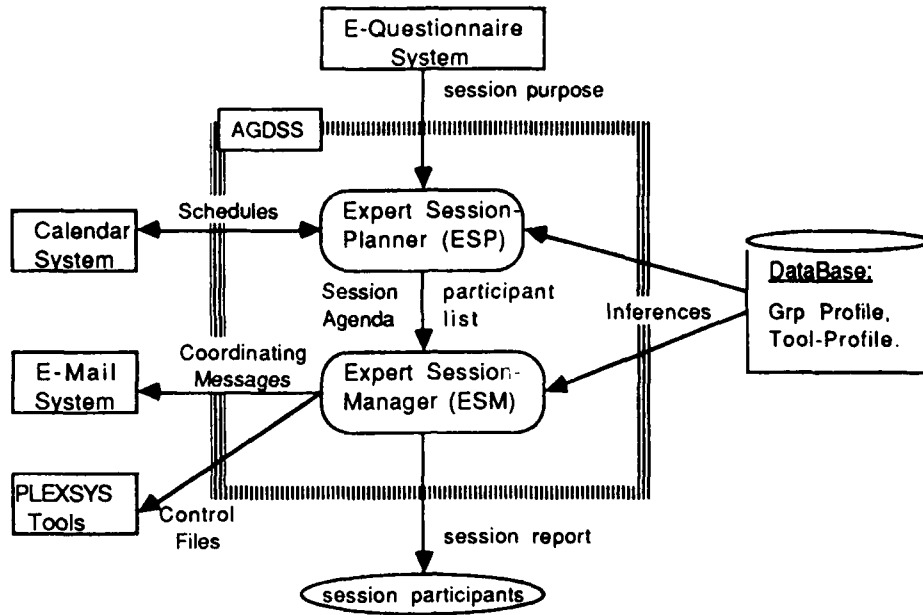 E-Questionnaire
System
session purpose
AGDSS
Schedules
Expert Session-
Planner (ESP)
Calendar
System
DataBase:
Session
Agenda
participant
list
Inferences
Grp Profile,
Tool-Profile.
Coordinating
Messages
E-Mail
System
Expert Session-
Manager (ESM)
PLEXSYS
Tools
Control
Files
session report
session participants